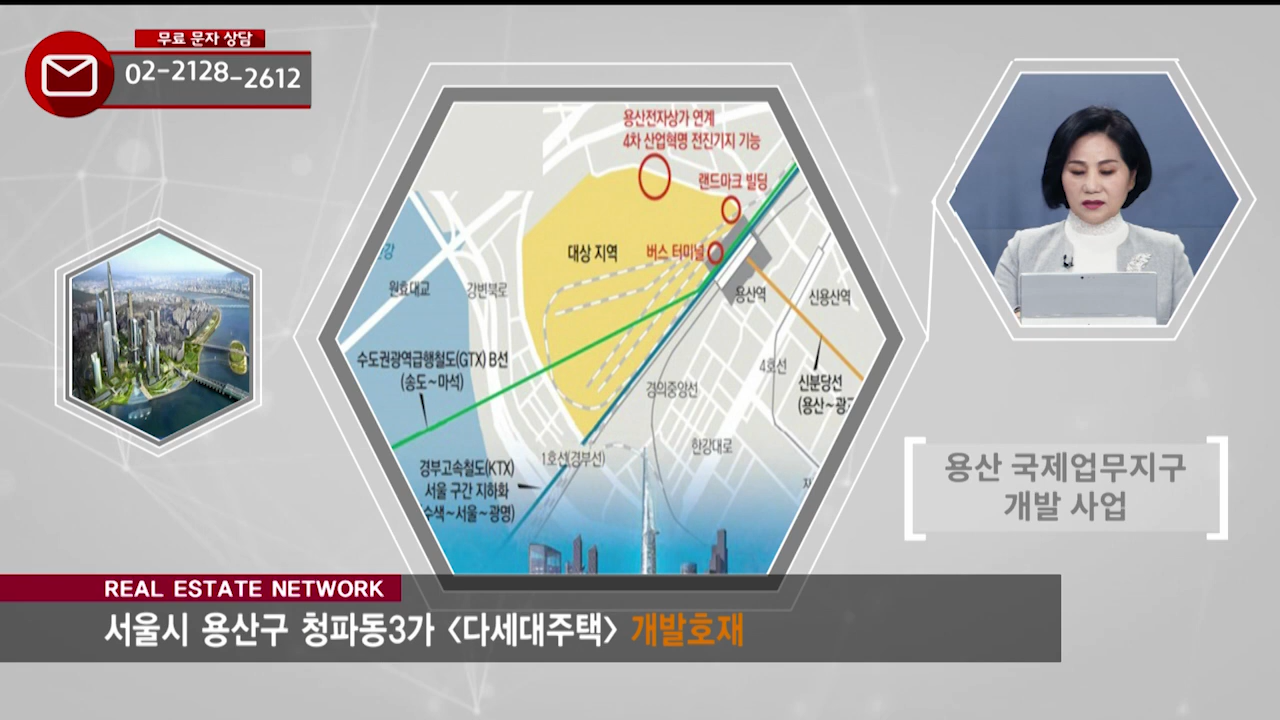 무료 문자 상담
02-2128-2612
용산전자상가 연계
4차 산업혁명 전진기지 기능
랜드마크 빌딩
대상 지역
버스 터미널
강
원효대교
강변북로
용산역
신용산역
수도권광역급행철도(GTX) B선
(송도~마석)
4호선
경의중앙선
신분당선
(용산~광교
한강대로
1호선(경부선)
경부고속철도(KTX)
서울 구간 지하화
수색~서울~광명)
용산 국제업무지구
개발 사업
REAL ESTATE NETWORK
서울시 용산구 청파동3가 <다세대주택> 개발호재